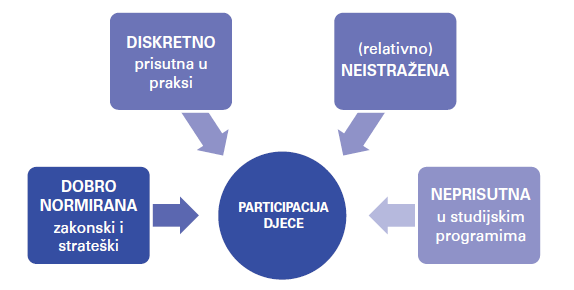 DISKRETNO
prisutna u
praksi
(relativno)
NEISTRAŽENA
DOBRO
NORMIRANA
zakonski i
strateški
PARTICIPACIJA
DJECE
NEPRISUTNA
u studijskim
programima